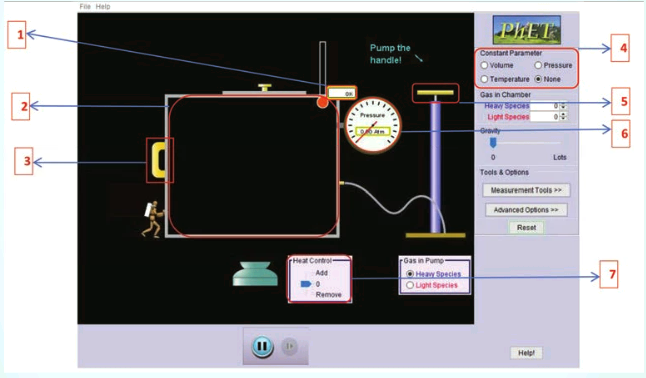 File Help
1
2
3
Pump the
handle!
0K
Pressure
0.00 Atm
PhET
Constant Parameter
Volume Pressure
Temperature None
Gas in Chamber
Heavy Species 0
Light Species 0
Gravity
0 Lots
Tools & Options
Measurement Tools >>
Advanced Options >>
Reset
4
5
6
7
Heat Control
Add
0
Remove
Gas in Pump
Heavy Species
Light Species
Help!